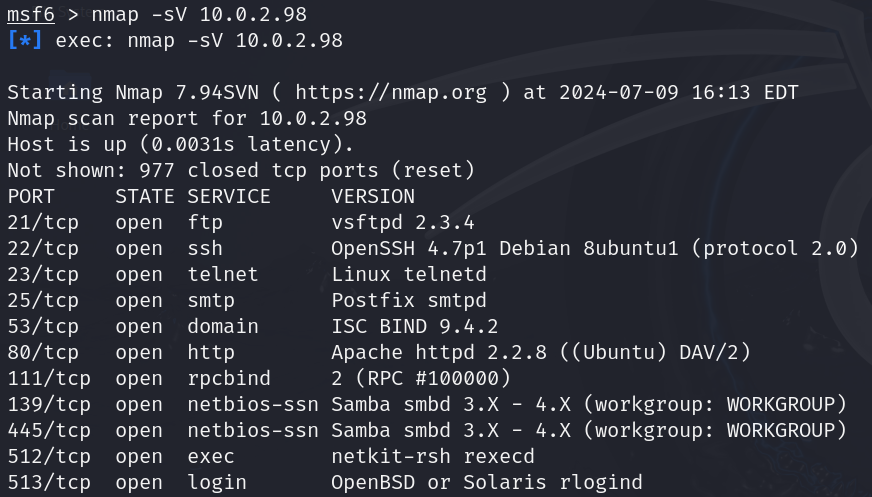 msf6 > nmap -sV 10.0.2.98
[*] exec: nmap -sV 10.0.2.98
Starting Nmap 7.94SVN ( https://nmap.org ) at 2024-07-09 16:13 EDT
Nmap scan report for 10.0.2.98
Host is up (0.0031s latency).
Not shown: 977 closed tcp ports (reset)
PORT STATE SERVICE VERSION
21/tcp open ftp vsftpd 2.3.4
22/tcp open ssh OpenSSH 4.7p1 Debian 8ubuntu1 (protocol 2.0)
23/tcp open telnet Linux telnetd
25/tcp open smtp Postfix smtpd
53/tcp open domain ISC BIND 9.4.2
80/tcp open http Apache httpd 2.2.8 ((Ubuntu) DAV/2)
111/tcp open rpcbind 2 (RPC #100000)
139/tcp open netbios-ssn Samba smbd 3.X - 4.X (workgroup: WORKGROUP)
445/tcp open netbios-ssn Samba smbd 3.X - 4.X (workgroup: WORKGROUP)
512/tcp open exec netkit-rsh rexecd
513/tcp open login OpenBSD or Solaris rlogind